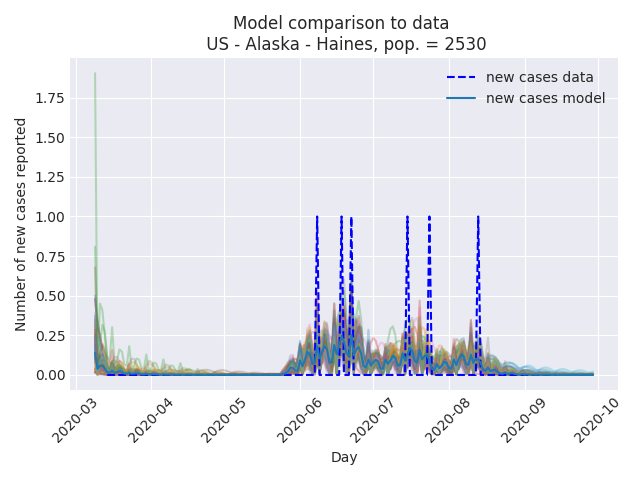 Model comparison to data
US - Alaska - Haines, pop. = 2530
new cases data
new cases model
Number of new cases reported
1.75
1.50
1.25
1.00
0.75
0.50
0.25
0.00
2020-03
2020-04
2020-05
2020-06
2020-07
2020-08
2020-09
2020-10
Day